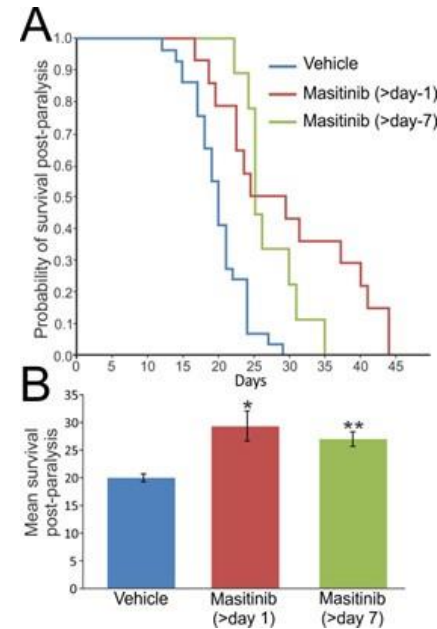 A
Probability of survival post-paralysis
1.0
0.9
0.8
0.7
0.6
0.5
0.4
0.3
0.2
0.1
0.0
Vehicle
Masitinib (>day-1)
Masitinib (>day-7)
0 5 10 15 20 25 30 35 40 45
Days
B
Mean survival
post-paralysis
35
30
25
20
15
10
5
0
*
**
Vehicle Masitinib Masitinib
(>day 1) (>day 7)